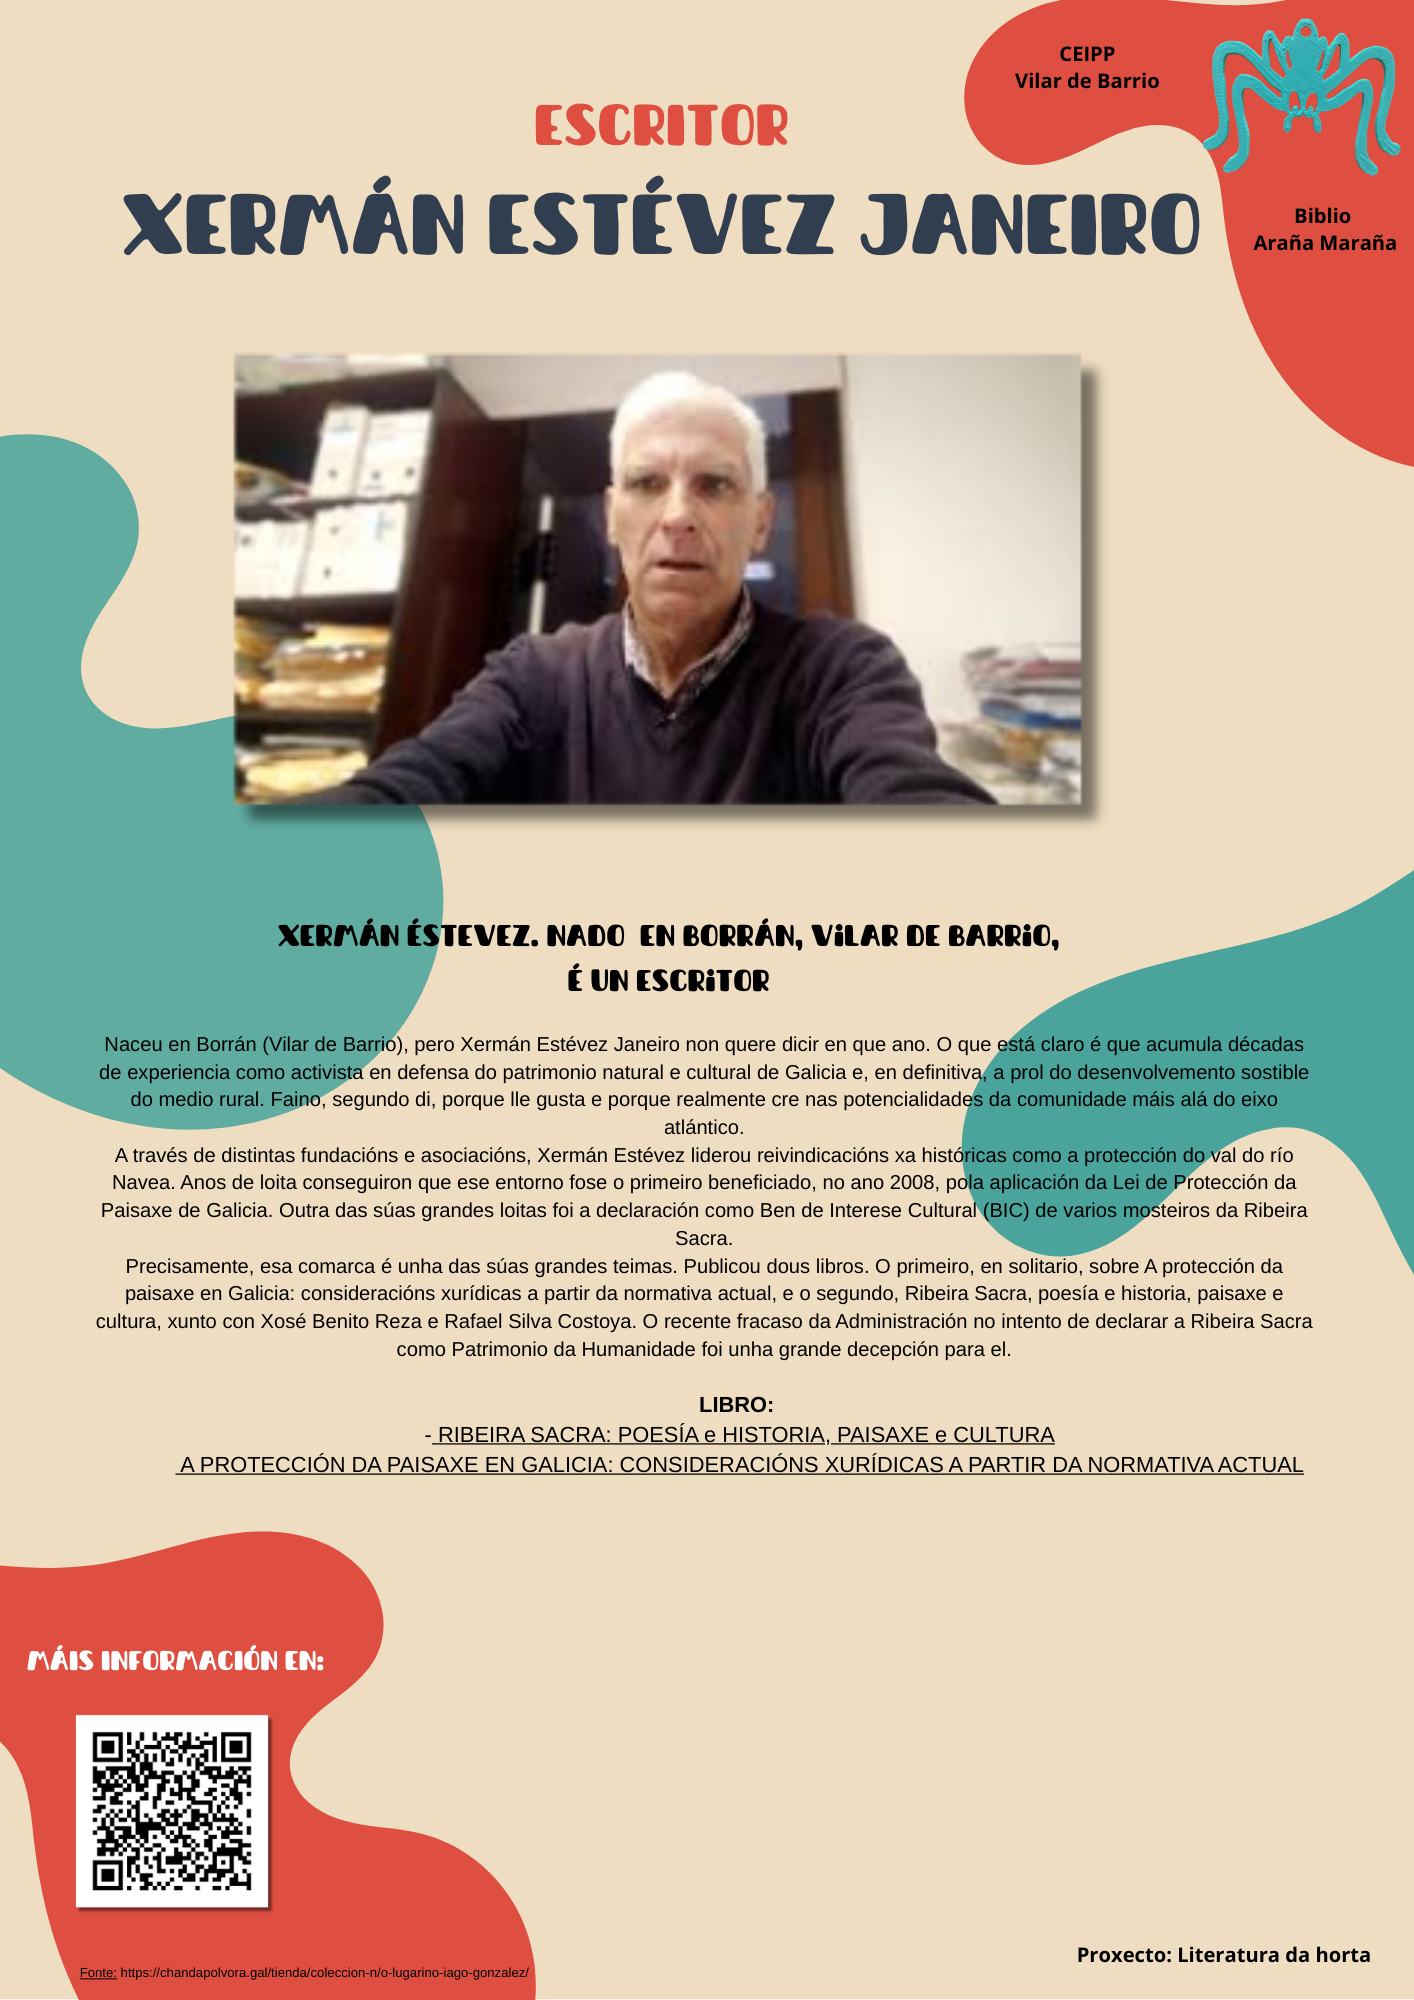 CEIPP
Vilar de Barrio
ESCRITOR
XERMÁN ESTÉVEZ JANEIRO
Biblio
Araña Maraña
XERMÁN ÉSTEVEZ. NADO EN BORRÁN, VILAR DE BARRIO,
É UN ESCRITOR
Naceu en Borrán (Vilar de Barrio), pero Xermán Estévez Janeiro non quere dicir en que ano. O que está claro é que acumula décadas
de experiencia como activista en defensa do patrimonio natural e cultural de Galicia e, en definitiva, a prol do desenvolvemento sostible
do medio rural. Faino, segundo di, porque lle gusta e porque realmente cre nas potencialidades da comunidade máis alá do eixo
atlántico.
A través de distintas fundacións e asociacións, Xermán Estévez liderou reivindicacións xa históricas como a protección do val do río
Navea. Anos de loita conseguiron que ese entorno fose o primeiro beneficiado, no ano 2008, pola aplicación da Lei de Protección da
Paisaxe de Galicia. Outra das súas grandes loitas foi a declaración como Ben de Interese Cultural (BIC) de varios mosteiros da Ribeira
Sacra.
Precisamente, esa comarca é unha das súas grandes teimas. Publicou dous libros. O primeiro, en solitario, sobre A protección da
paisaxe en Galicia: consideracións xurídicas a partir da normativa actual, e o segundo, Ribeira Sacra, poesía e historia, paisaxe e
cultura, xunto con Xosé Benito Reza e Rafael Silva Costoya. O recente fracaso da Administración no intento de declarar a Ribeira Sacra
como Patrimonio da Humanidade foi unha grande decepción para el.
LIBRO:
- RIBEIRA SACRA: POESÍA e HISTORIA, PAISAXE e CULTURA
A PROTECCIÓN DA PAISAXE EN GALICIA: CONSIDERACIÓNS XURÍDICAS A PARTIR DA NORMATIVA ACTUAL
MÁIS INFORMACIÓN EN:
Proxecto: Literatura da horta
Fonte: https://chandapolvora.gal/tienda/coleccion-n/o-lugarino-iago-gonzalez/